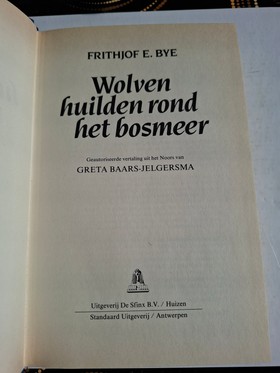 FRITHJOF E. BYE
Wolven
huilden rond
het bosmeer
Geautoriseerde vertaling uit het Noors van
GRETA BAARS-JELGERSMA
Uitgeverij De Sfinx B.V. / Huizen
Standaard Uitgeverij / Antwerpen